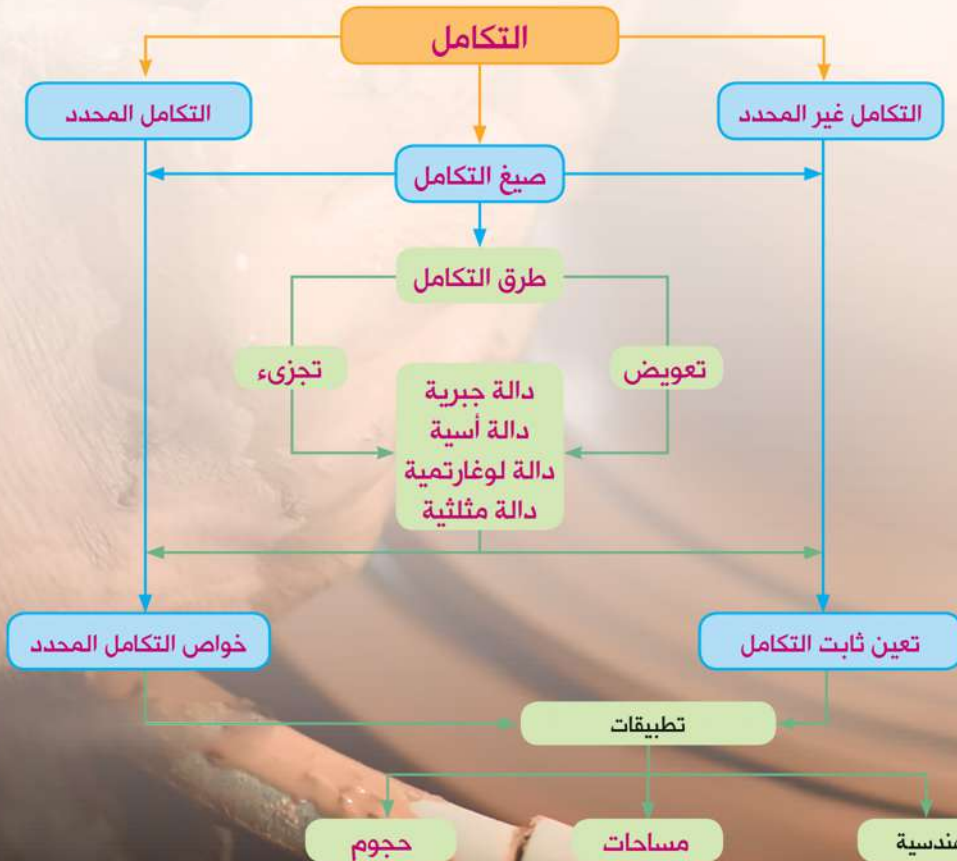 التكامل
التكامل غير المحدد
التكامل المحدد
صيغ التكامل
طرق التكامل
تعويض
تجزىء
دالة جبرية
دالة أسية
دالة لوغارتمية
دالة مثلثية
تعين ثابت التكامل
خواص التكامل المحدد
تطبيقات
مساحات
حجوم